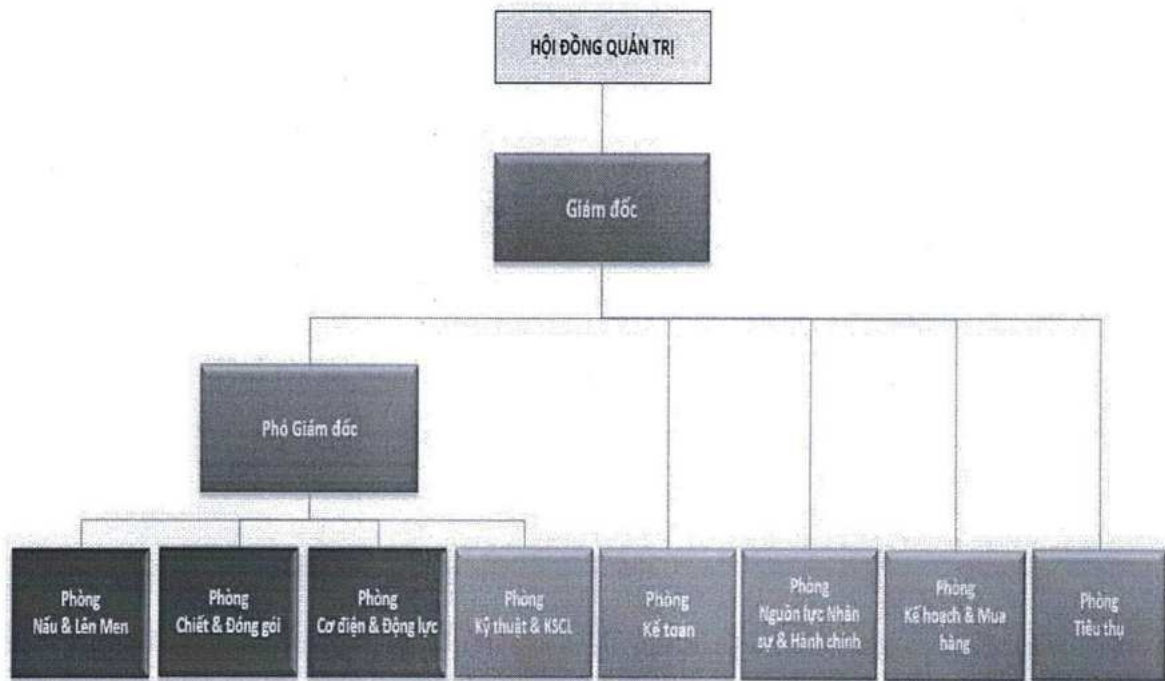 HỘI ĐỒNG QUẢN TRỊ
Giám đốc
Phó Giám đốc
Phòng
Nấu & Lên Men
Phòng
Chiết & Đóng gói
Phòng
Cơ điện & Động lực
Phòng
Kỹ thuật & KSCL
Phòng
Kế toán
Phòng
Nguồn lực Nhân
sự & Hành chính
Phòng
Kế hoạch & Mua
hàng
Phòng
Tiêu thụ